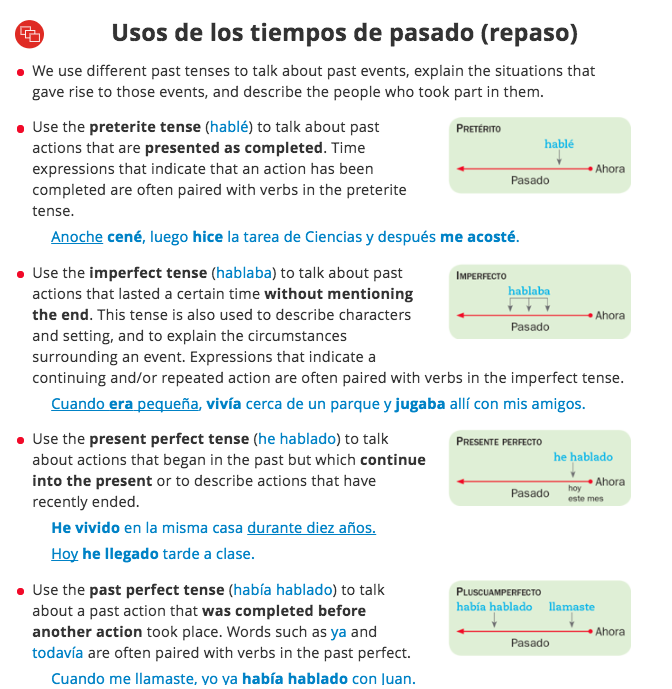 Usos de los tiempos de pasado (repaso)
• We use different past tenses to talk about past events, explain the situations that
gave rise to those events, and describe the people who took part in them.
• Use the preterite tense (hablé) to talk about past
actions that are presented as completed. Time
expressions that indicate that an action has been
completed are often paired with verbs in the preterite
tense.
PRETÉRITO
hablé
Ahora
Pasado
Anoche cené, luego hice la tarea de Ciencias y después me acosté.
• Use the imperfect tense (hablaba) to talk about past
actions that lasted a certain time without mentioning
the end. This tense is also used to describe characters
and setting, and to explain the circumstances
surrounding an event. Expressions that indicate a
continuing and/or repeated action are often paired with verbs in the imperfect tense.
IMPERFECTO
hablaba
Ahora
Pasado
Cuando era pequeña, vivía cerca de un parque y jugaba allí con mis amigos.
• Use the present perfect tense (he hablado) to talk
about actions that began in the past but which continue
into the present or to describe actions that have
recently ended.
PRESENTE PERFECTO
he hablado
Ahora
Pasado
hoy
este mes
He vivido en la misma casa durante diez años.
Hoy he llegado tarde a clase.
• Use the past perfect tense (había hablado) to talk
about a past action that was completed before
another action took place. Words such as ya and
todavía are often paired with verbs in the past perfect.
PLUSCUAMPERFECTO
había hablado llamaste
Ahora
Pasado
Cuando me llamaste, yo ya había hablado con Juan.